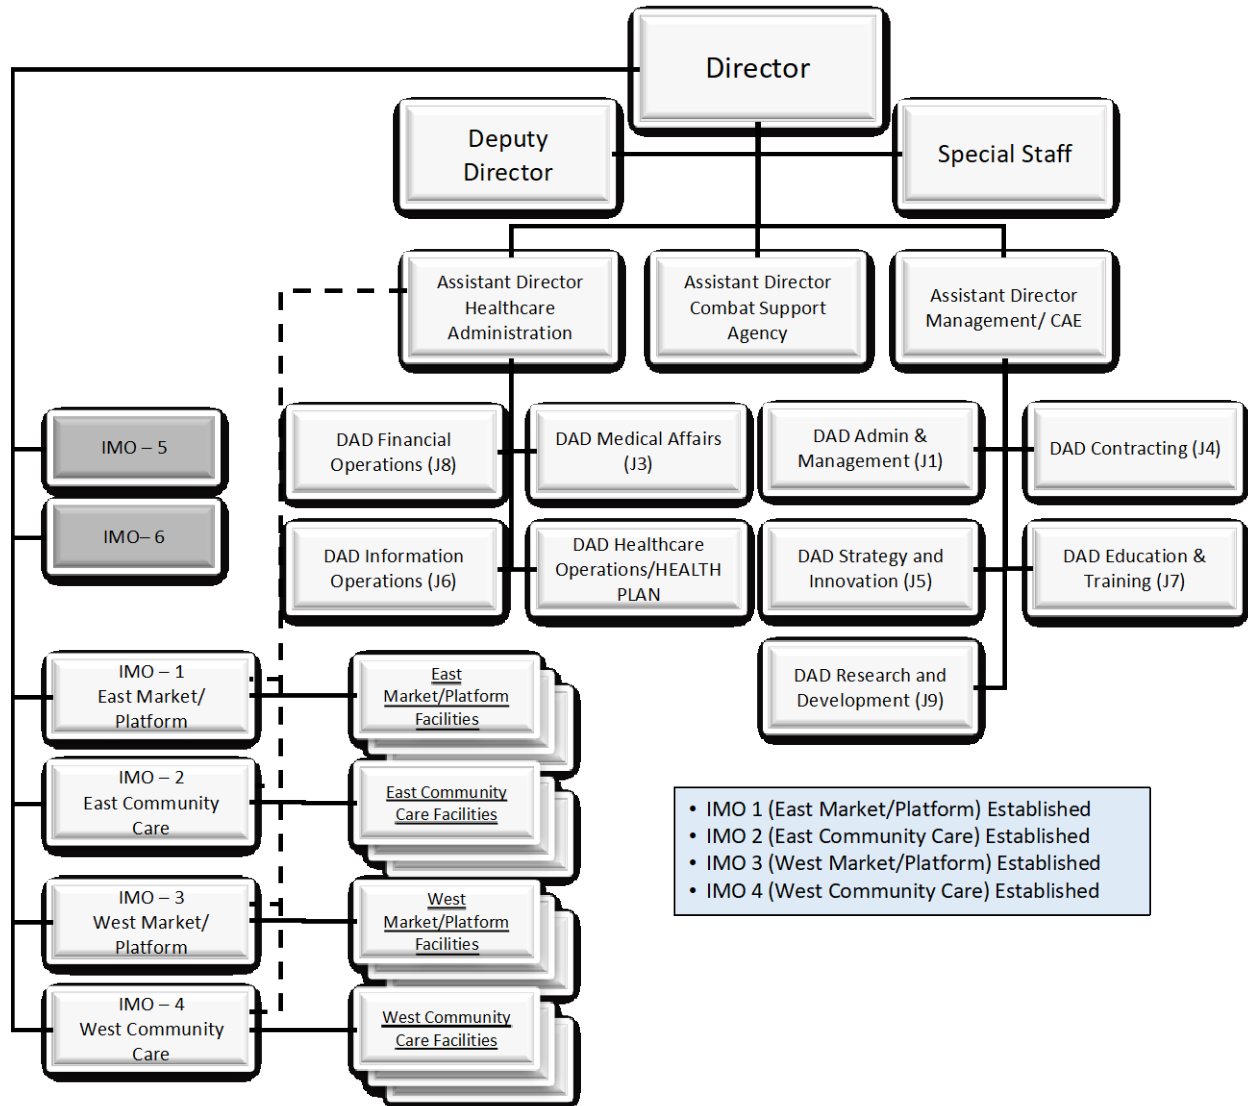 Director
Deputy
Director
Special Staff
Assistant Director
Healthcare
Administration
Assistant Director
Combat Support
Agency
Assistant Director
Management/ CAE
IMO – 5
IMO– 6
DAD Financial
Operations (J8)
DAD Medical Affairs
(J3)
DAD Admin &
Management (J1)
DAD Contracting (J4)
DAD Information
Operations (J6)
DAD Healthcare
Operations/HEALTH
PLAN
DAD Strategy and
Innovation (J5)
DAD Education &
Training (J7)
DAD Research and
Development (J9)
IMO – 1
East Market/
Platform
East
Market/Platform
Facilities
IMO – 2
East Community
Care
East Community
Care Facilities
IMO – 3
West Market/
Platform
West
Market/Platform
Facilities
IMO – 4
West Community
Care
West Community
Care Facilities
• IMO 1 (East Market/Platform) Established
• IMO 2 (East Community Care) Established
• IMO 3 (West Market/Platform) Established
• IMO 4 (West Community Care) Established